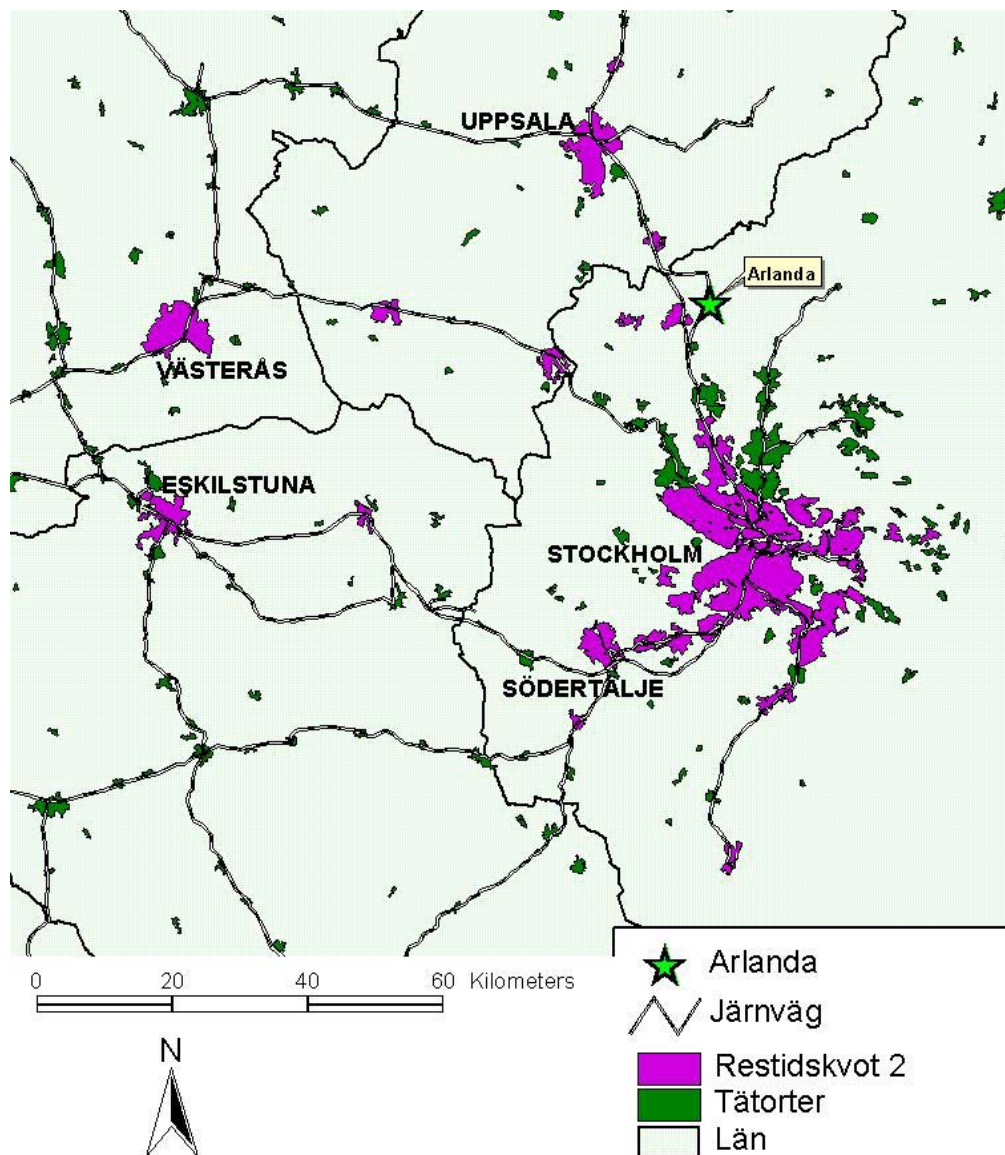 UPPSALA
Arlanda
VÄSTERÅS
ESKILSTUNA
STOCKHOLM
SÖDERTÄLJE
0 20 40 60 Kilometers
N
Arlanda
Järnväg
Restidskvot 2
Tätorter
Län